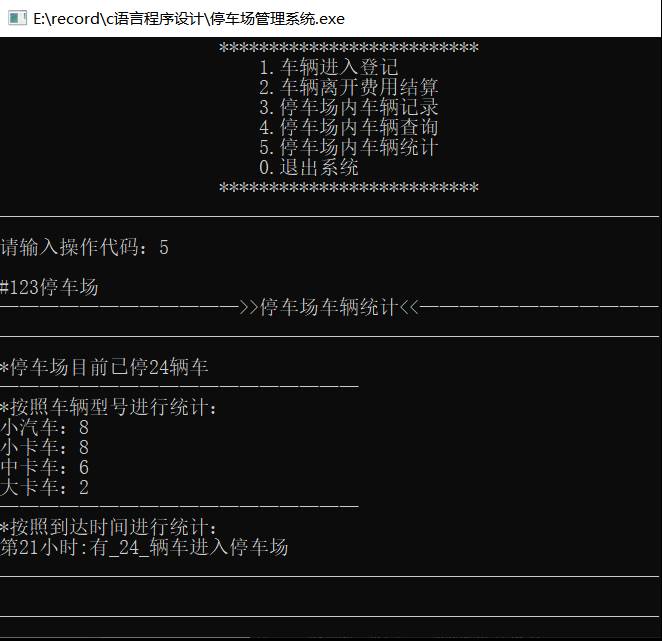 E:\record\c语言程序设计\停车场管理系统.exe
**************************
1.车辆进入登记
2.车辆离开费用结算
3.停车场内车辆记录
4.停车场内车辆查询
5.停车场内车辆统计
0.退出系统
**************************
请输入操作代码：5
#123停车场
————————————>>停车场车辆统计<<————————————
*停车场目前已停24辆车
——————————————————
*按照车辆型号进行统计：
小汽车：8
小卡车：8
中卡车：6
大卡车：2
——————————————————
*按照到达时间进行统计：
第21小时:有_24_辆车进入停车场